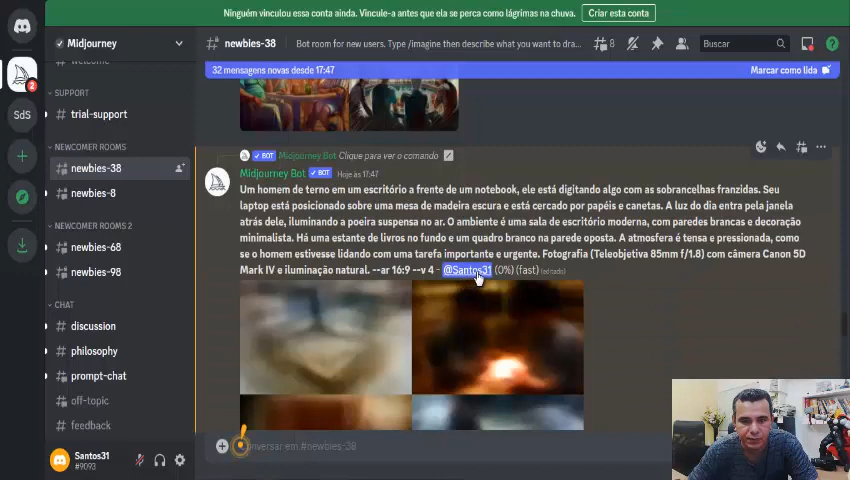 Ninguém vinculou essa conta ainda. Vincule-a antes que ela se perca como lágrimas na chuva. Criar esta conta
Midjourney
newbies-38 Bot room for new users. Type /imagine then describe what you want to dra... 8 Buscar
welcome
32 mensagens novas desde 17:47 Marcar como lida
SUPPORT
trial-support
SdS
NEWCOMER ROOMS
newbies-38
newbies-8
NEWCOMER ROOMS 2
newbies-68
newbies-98
CHAT
discussion
philosophy
prompt-chat
off-topic
feedback
Santos31
#9093
BOT Midjourney Bot Clique para ver o comando
Midjourney Bot BOT Hoje às 17:47
Um homem de terno em um escritório a frente de um notebook, ele está digitando algo com as sobrancelhas franzidas. Seu
laptop está posicionado sobre uma mesa de madeira escura e está cercado por papéis e canetas. A luz do dia entra pela janela
atrás dele, iluminando a poeira suspensa no ar. O ambiente é uma sala de escritório moderna, com paredes brancas e decoração
minimalista. Há uma estante de livros no fundo e um quadro branco na parede oposta. A atmosfera é tensa e pressionada, como
se o homem estivesse lidando com uma tarefa importante e urgente. Fotografia (Teleobjetiva 85mm f/1.8) com câmera Canon 5D
Mark IV e iluminação natural. --ar 16:9 --v 4 - @Santos31 (0%) (fast) (editado)
onversar em #newbies-38
2